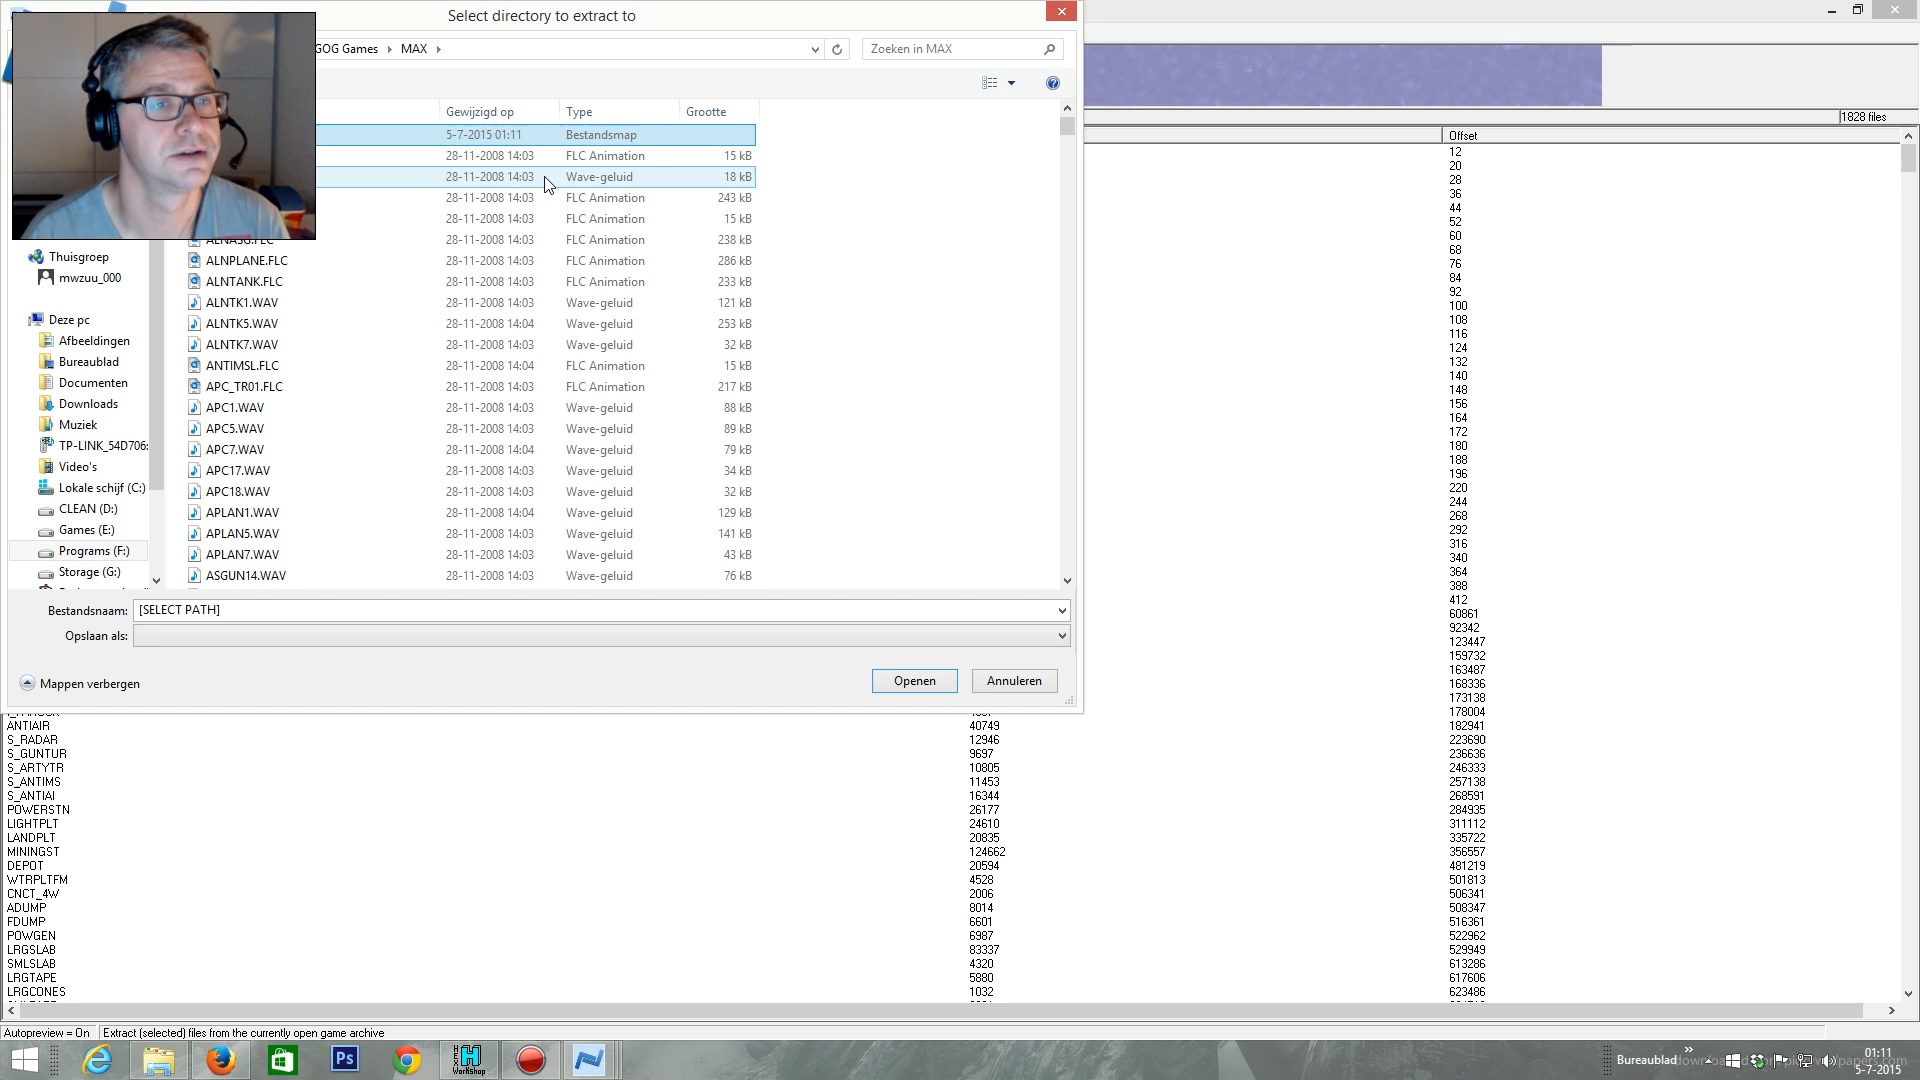 Select directory to extract to
GOG Games
MAX
Zoeken in MAX
Gewijzigd op Type Grootte
5-7-2015 01:11 Bestandsmap
28-11-2008 14:03 FLC Animation 15 kB
28-11-2008 14:03 Wave-geluid 18 kB
28-11-2008 14:03 FLC Animation 243 kB
28-11-2008 14:03 FLC Animation 15 kB
28-11-2008 14:03 FLC Animation 238 kB
ALNPLANE.FLC 28-11-2008 14:03 FLC Animation 286 kB
ALNTANK.FLC 28-11-2008 14:03 FLC Animation 233 kB
ALNTK1.WAV 28-11-2008 14:03 Wave-geluid 121 kB
ALNTK5.WAV 28-11-2008 14:04 Wave-geluid 253 kB
ALNTK7.WAV 28-11-2008 14:03 Wave-geluid 32 kB
ANTIMSL.FLC 28-11-2008 14:04 FLC Animation 15 kB
APC_TR01.FLC 28-11-2008 14:03 FLC Animation 217 kB
APC1.WAV 28-11-2008 14:03 Wave-geluid 88 kB
APC5.WAV 28-11-2008 14:03 Wave-geluid 89 kB
APC7.WAV 28-11-2008 14:04 Wave-geluid 79 kB
APC17.WAV 28-11-2008 14:03 Wave-geluid 34 kB
APC18.WAV 28-11-2008 14:03 Wave-geluid 32 kB
APLAN1.WAV 28-11-2008 14:04 Wave-geluid 129 kB
APLAN5.WAV 28-11-2008 14:03 Wave-geluid 141 kB
APLAN7.WAV 28-11-2008 14:03 Wave-geluid 43 kB
ASGUN14.WAV 28-11-2008 14:03 Wave-geluid 76 kB
Thuisgroep
mwzuu_000
Deze pc
Afbeeldingen
Bureaublad
Documenten
Downloads
Muziek
TP-LINK_54D706:
Video's
Lokale schijf (C:)
CLEAN (D:)
Games (E:)
Programs (F:)
Storage (G:)
Bestandsnaam: [SELECT PATH]
Opslaan als:
Mappen verbergen
Openen
Annuleren
1828 files
Offset
12
20
28
36
44
52
60
68
76
84
92
100
108
116
124
132
140
148
156
164
172
180
188
196
220
244
268
292
316
340
364
388
412
60861
92342
123447
159732
163487
168336
173138
178004
ANTIAIR 40749 182941
S_RADAR 12946 223690
S_GUNTUR 9697 236636
S_ARTYTR 10805 246333
S_ANTIMS 11453 257138
S_ANTIAI 16344 268591
POWERSTN 26177 284935
LIGHTPLT 24610 311112
LANDPLT 20835 335722
MININGST 124662 356557
DEPOT 20594 481219
WTRPLTFM 4528 501813
CNCT_4W 2006 506341
ADUMP 8014 508347
FDUMP 6601 516361
POWGEN 6987 522962
LRGSLAB 83337 529949
SMLSLAB 4320 613286
LRGTAPE 5880 617606
LRGCONES 1032 623486
Autopreview = On Extract (selected) files from the currently open game archive
Ps
HEX
WorkShop
Bureaublad
01:11
5-7-2015